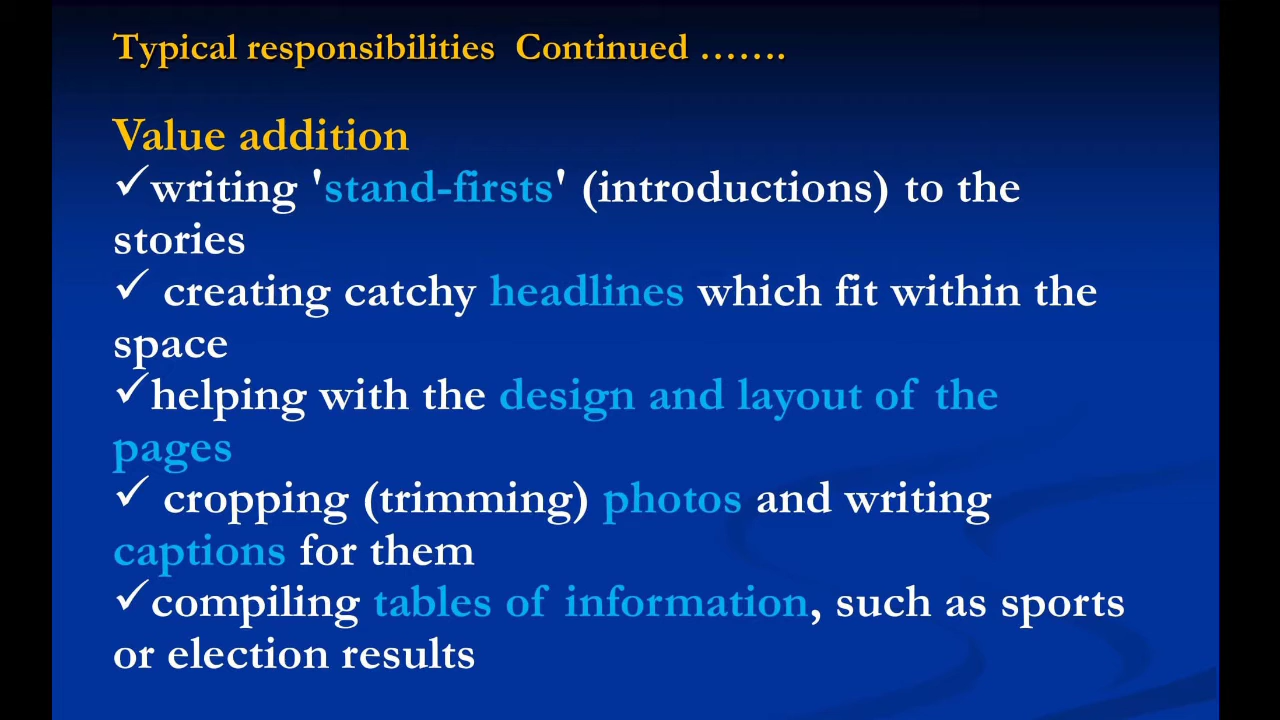 Typical responsibilities Continued …….
Value addition
✓writing 'stand-firsts' (introductions) to the
stories
✓ creating catchy headlines which fit within the
space
✓helping with the design and layout of the
pages
✓ cropping (trimming) photos and writing
captions for them
✓compiling tables of information, such as sports
or election results